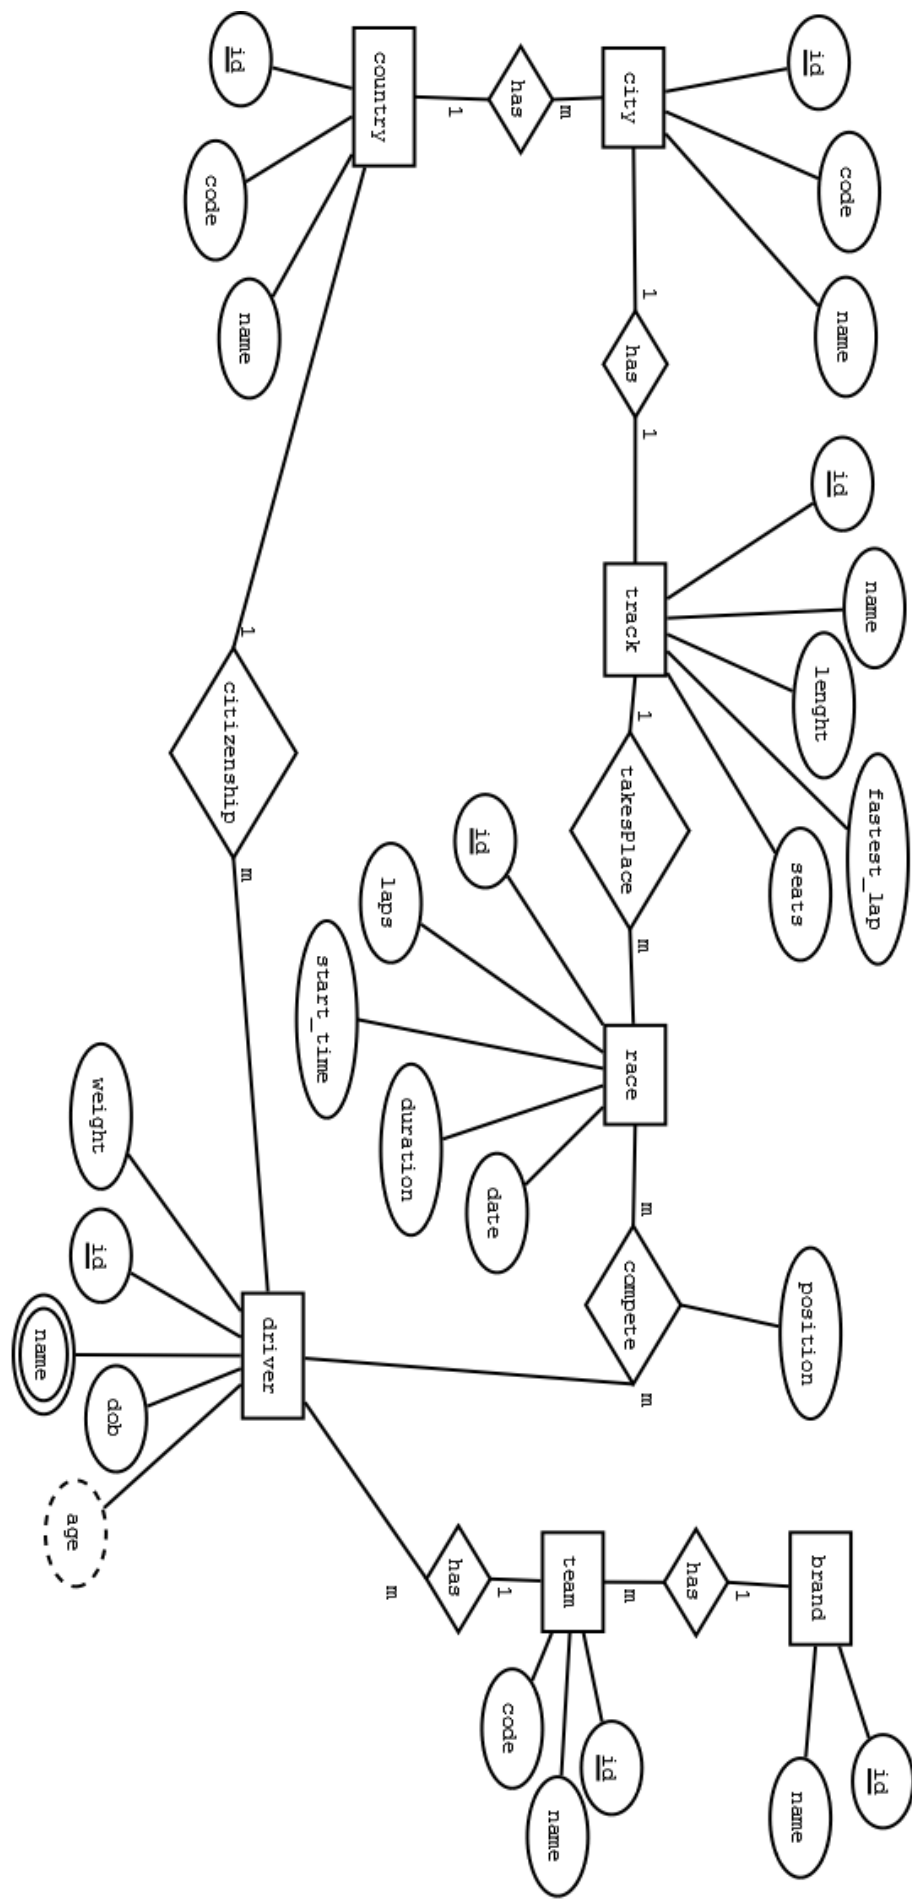 id
code
name
city
has
m
1
country
id
code
name
1
has
1
id
name
lenght
fastest_lap
seats
track
1
takesPlace
m
id
laps
start_time
duration
date
race
1
citizenship
m
m
compete
m
position
weight
id
name
dob
age
driver
m
has
1
team
code
name
id
m
has
1
brand
id
name